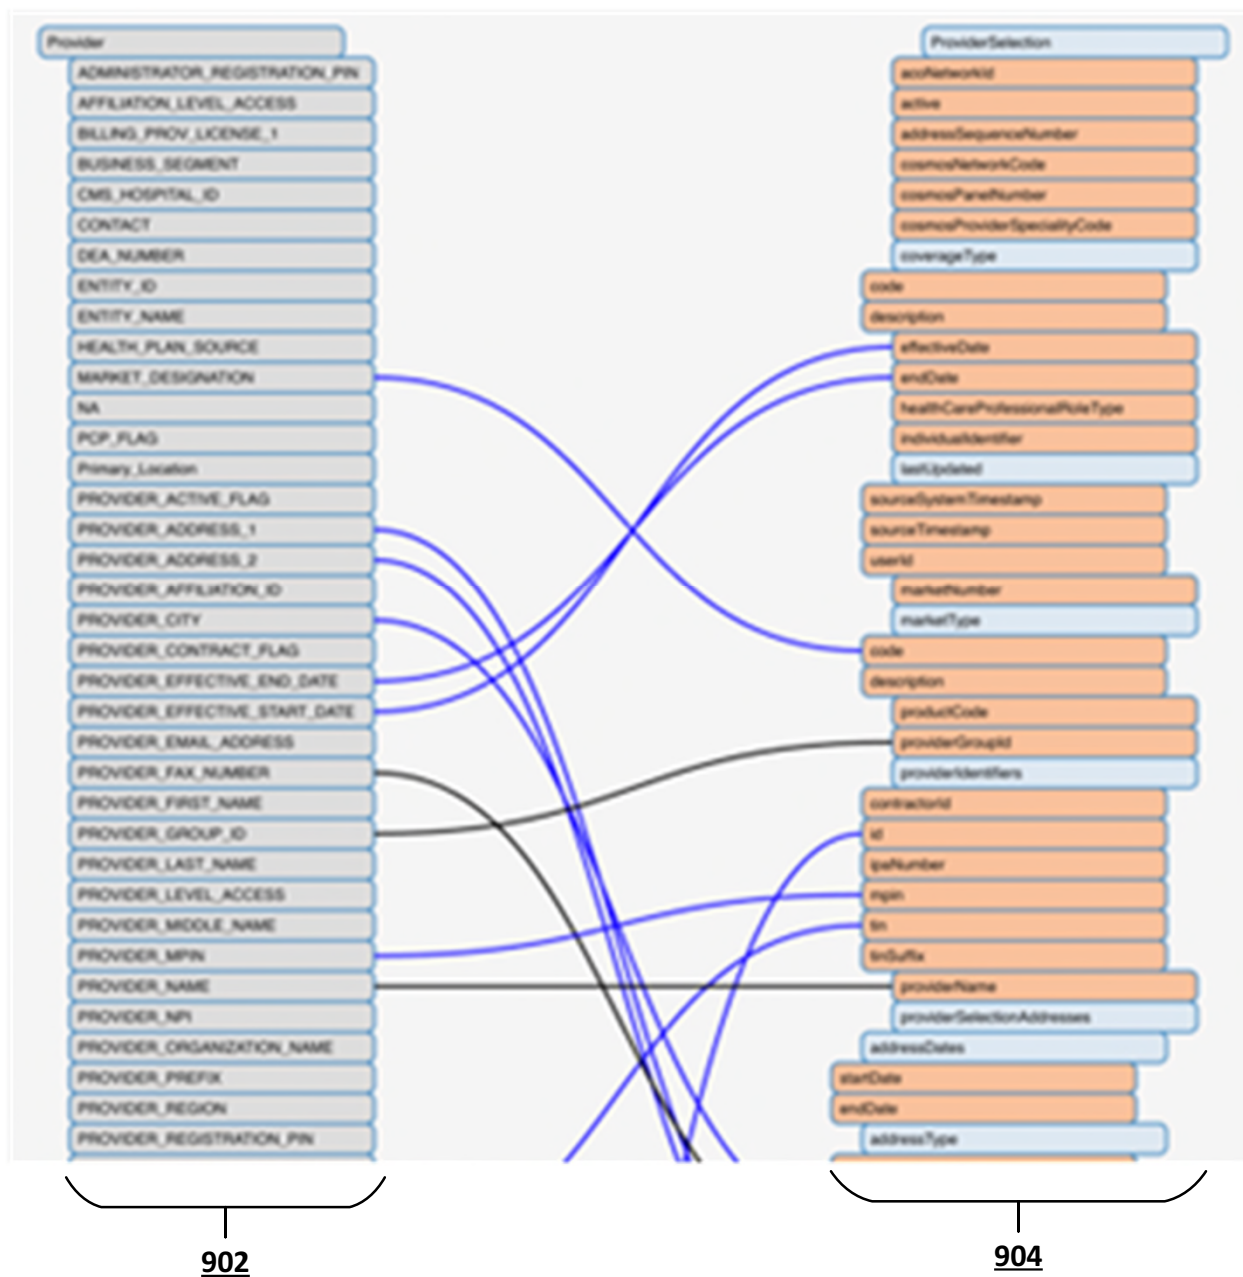 Provider
ADMINISTRATOR_REGISTRATION_PIN
AFFILIATION_LEVEL_ACCESS
BILLING_PROV_LICENSE_1
BUSINESS_SEGMENT
CMS_HOSPITAL_ID
CONTACT
DEA_NUMBER
ENTITY_ID
ENTITY_NAME
HEALTH_PLAN_SOURCE
MARKET_DESIGNATION
NA
PCP_FLAG
Primary_Location
PROVIDER_ACTIVE_FLAG
PROVIDER_ADDRESS_1
PROVIDER_ADDRESS_2
PROVIDER_AFFILIATION_ID
PROVIDER_CITY
PROVIDER_CONTRACT_FLAG
PROVIDER_EFFECTIVE_END_DATE
PROVIDER_EFFECTIVE_START_DATE
PROVIDER_EMAIL_ADDRESS
PROVIDER_FAX_NUMBER
PROVIDER_FIRST_NAME
PROVIDER_GROUP_ID
PROVIDER_LAST_NAME
PROVIDER_LEVEL_ACCESS
PROVIDER_MIDDLE_NAME
PROVIDER_MPIN
PROVIDER_NAME
PROVIDER_NPI
PROVIDER_ORGANIZATION_NAME
PROVIDER_PREFIX
PROVIDER_REGION
PROVIDER_REGISTRATION_PIN
902
ProviderSelection
acoNetworkId
active
addressSequenceNumber
cosmosNetworkCode
cosmosPanelNumber
cosmosProviderSpecialityCode
coverageType
code
description
effectiveDate
endDate
healthCareProfessionalRoleType
individualIdentifier
lastUpdated
sourceSystemTimestamp
sourceTimestamp
userId
marketNumber
marketType
code
description
productCode
providerGroupId
providerIdentifiers
contractorId
id
ipaNumber
mpin
tin
tinSuffix
providerName
providerSelectionAddresses
addressDates
startDate
endDate
addressType
904